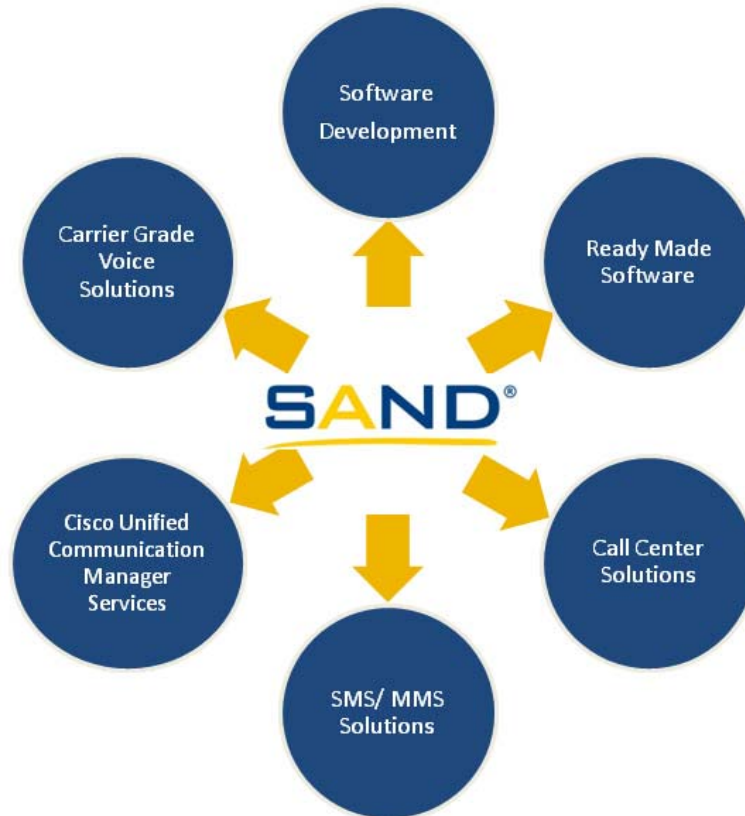 Software
Development
Carrier Grade
Voice
Solutions
Ready Made
Software
SAND®
Cisco Unified
Communication
Manager
Services
Call Center
Solutions
SMS/ MMS
Solutions